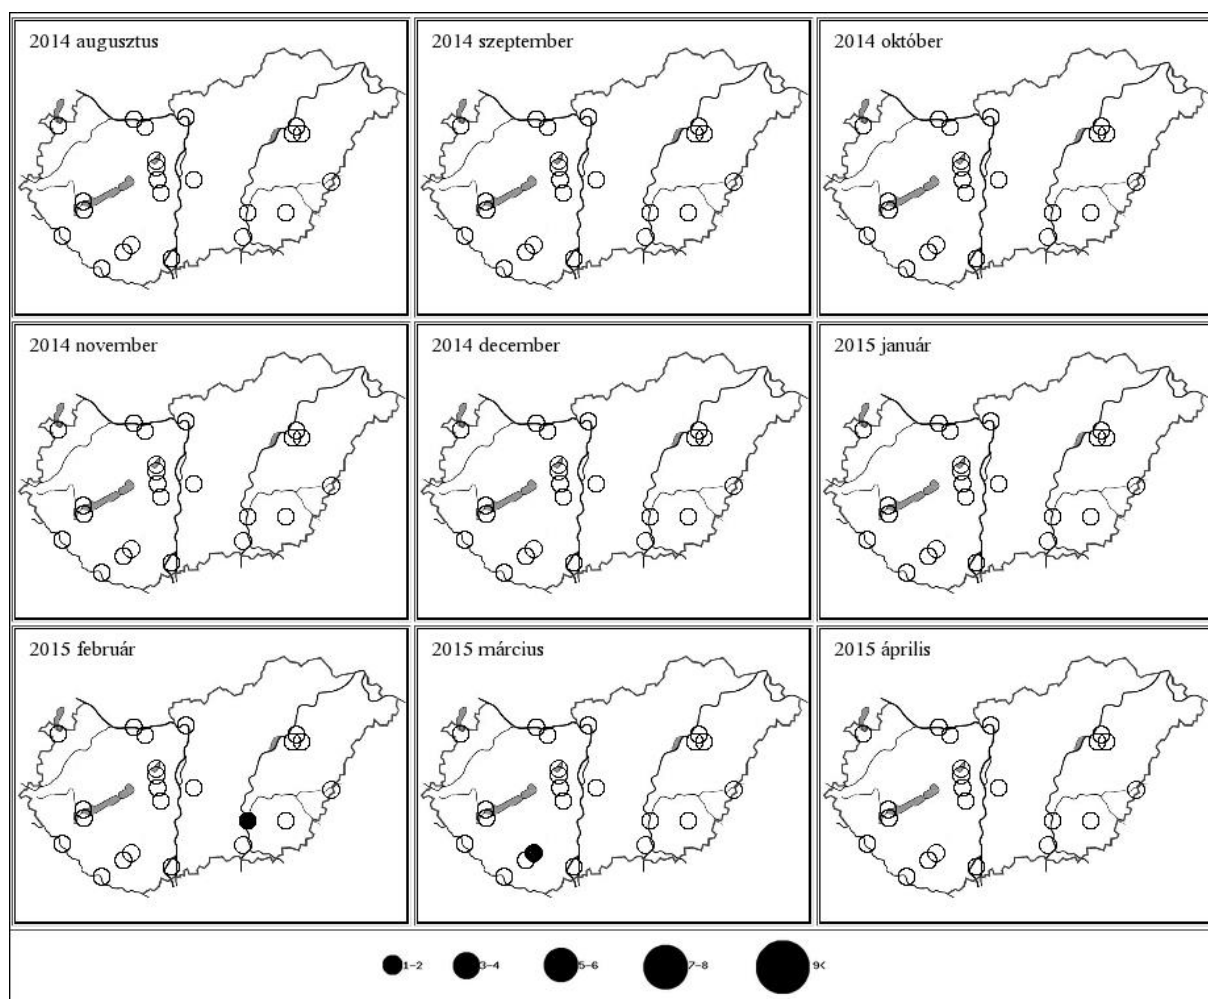 2014 augusztus
2014 szeptember
2014 október
2014 november
2014 december
2015 január
2015 február
2015 március
2015 április
1-2 3-4 5-6 7-8 9<